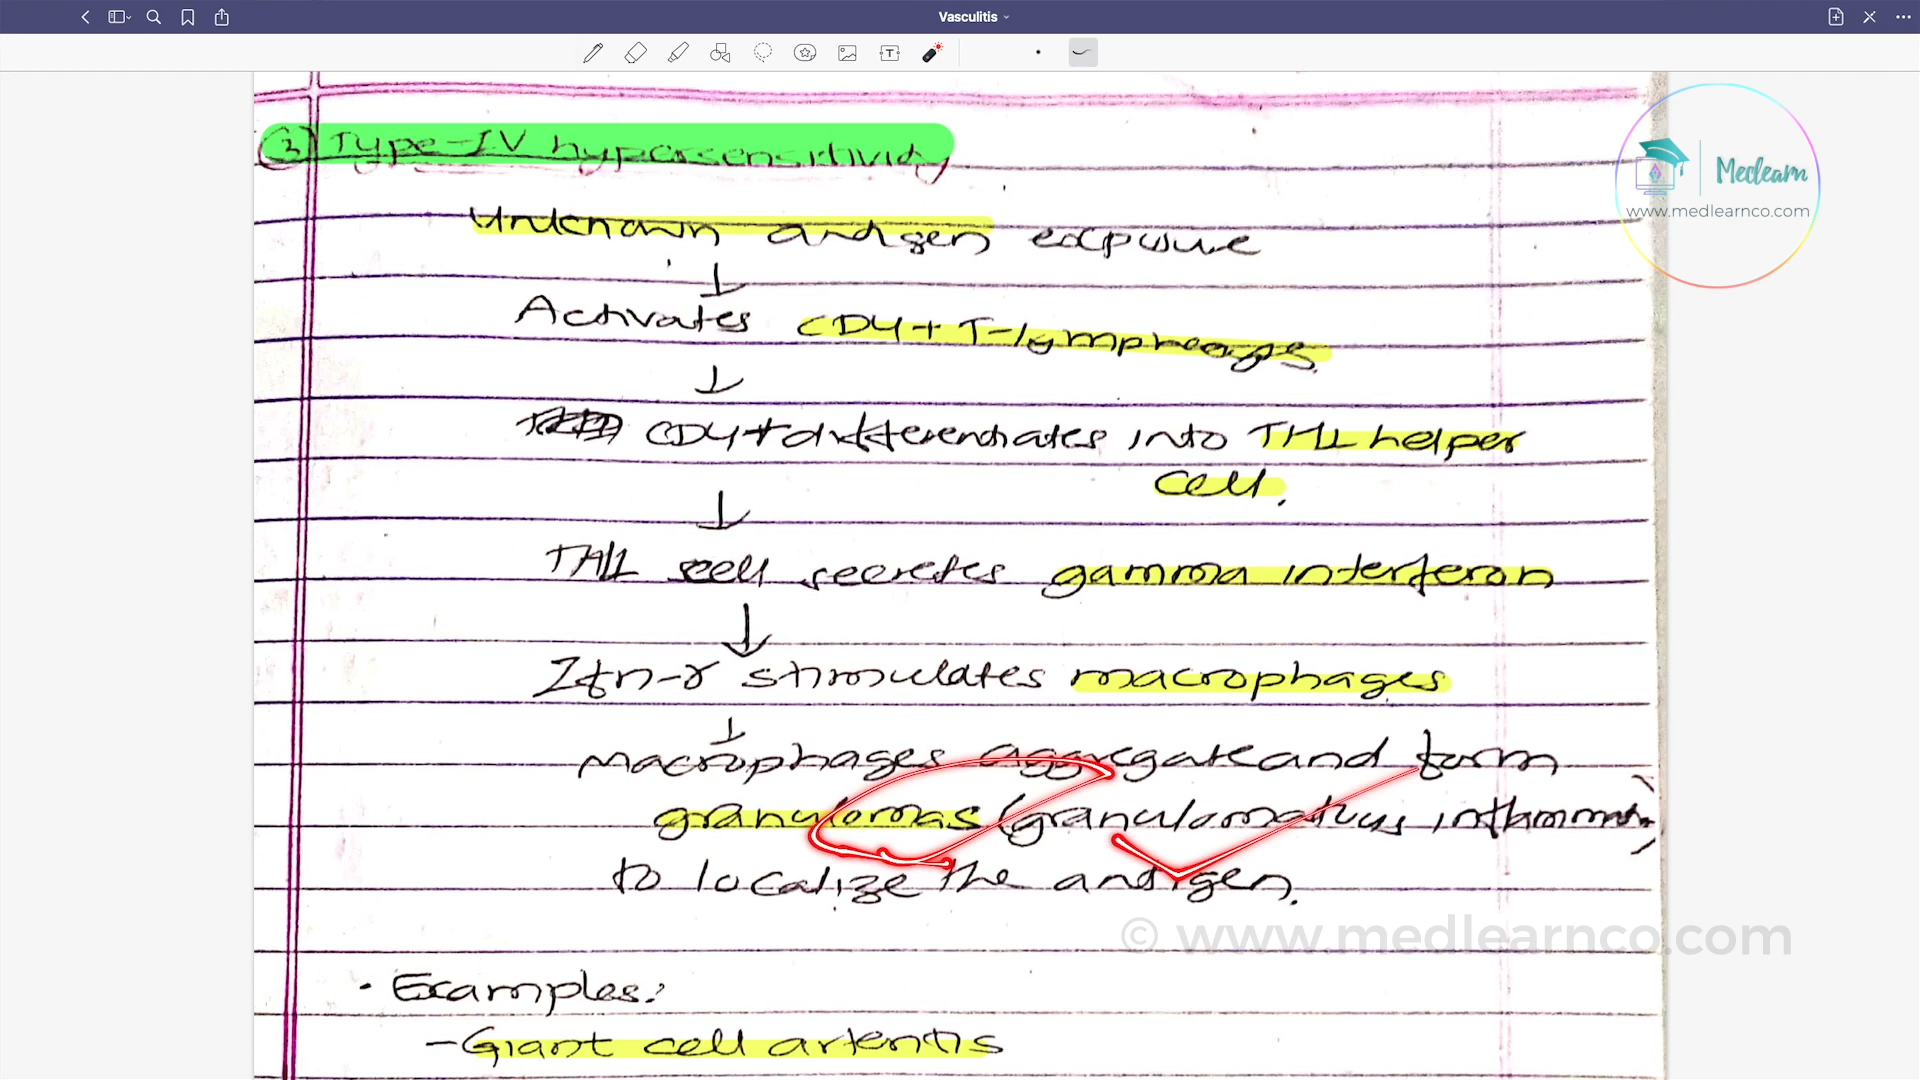 Vasculitis
Medlearn
www.medlearnco.com
③ Type-IV hypersensitivity
Unknown antigen exposure
↓
Activates CD4+ T-lymphocytes.
↓
CD4+ differentiates into TH1 helper
cell.
↓
TH1 cell secretes gamma interferon
↓
Ifn-γ stimulates macrophages
↓
macrophages aggregate and form
granulomas (granulomatous inflammatn)
to localize the antigen.
© www.medlearnco.com
• Examples:
- Giant cell arteritis